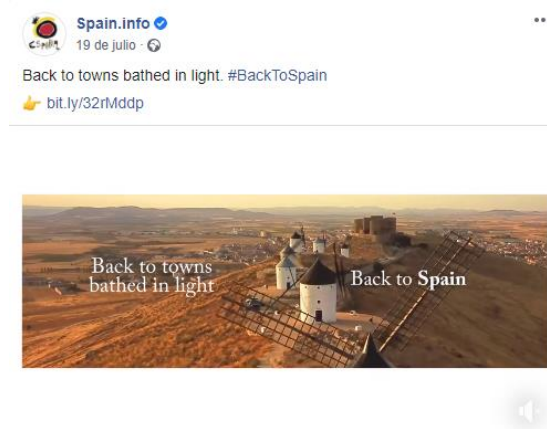 Spain.info
19 de julio ·
Back to towns bathed in light. #BackToSpain
👉 bit.ly/32rMddp
Back to towns
bathed in light
Back to Spain